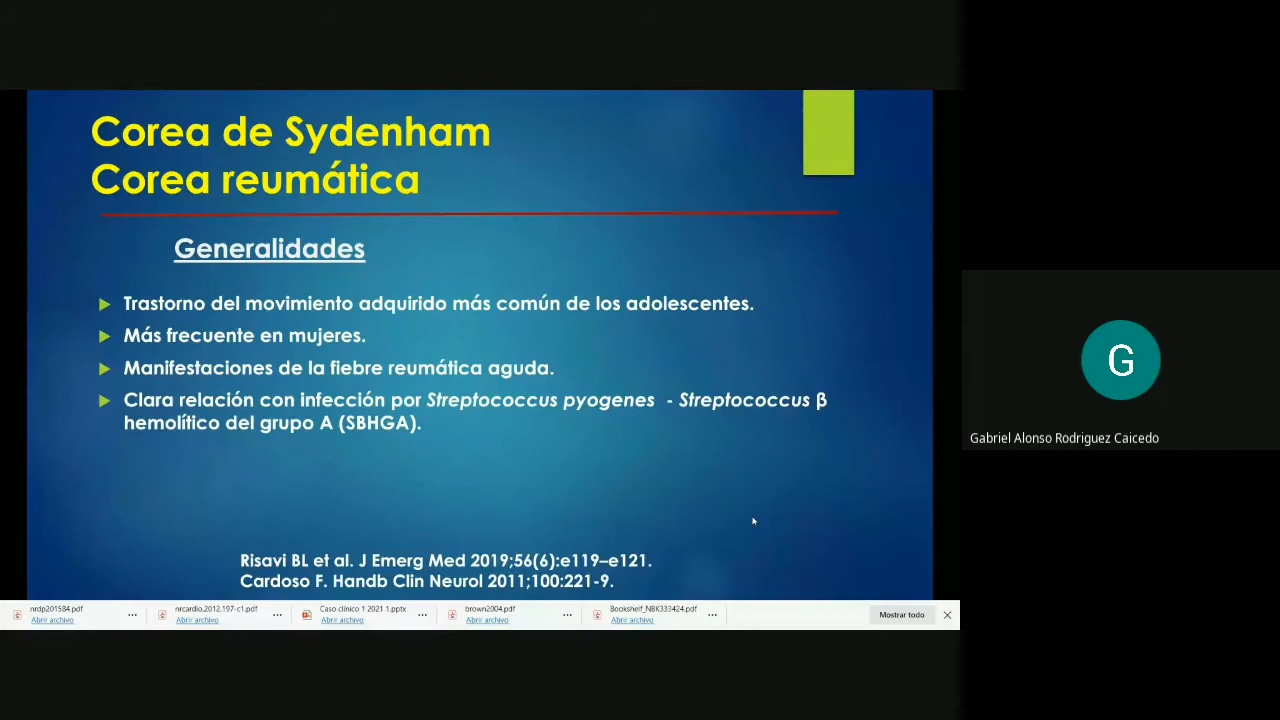 Corea de Sydenham
Corea reumática
Generalidades
Trastorno del movimiento adquirido más común de los adolescentes.
Más frecuente en mujeres.
Manifestaciones de la fiebre reumática aguda.
Clara relación con infección por Streptococcus pyogenes - Streptococcus β
hemolítico del grupo A (SBHGA).
Risavi BL et al. J Emerg Med 2019;56(6):e119–e121.
Cardoso F. Handb Clin Neurol 2011;100:221-9.
G
Gabriel Alonso Rodriguez Caicedo
nrdp201584.pdf
Abrir archivo
nrcardio.2012.197-c1.pdf
Abrir archivo
Caso clínico 1 2021 1.pptx
Abrir archivo
brown2004.pdf
Abrir archivo
Bookshelf_NBK333424.pdf
Abrir archivo
Mostrar todo